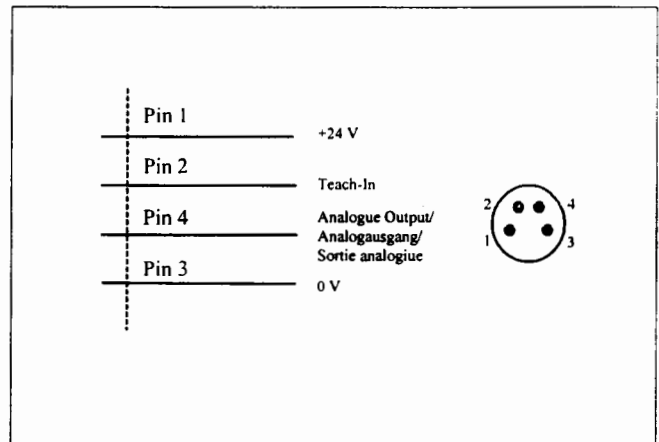 Pin 1
+24 V
Pin 2
Teach-In
Pin 4
Analogue Output/
Analogausgang/
Sortie analogiue
Pin 3
0 V
2 4
1 3